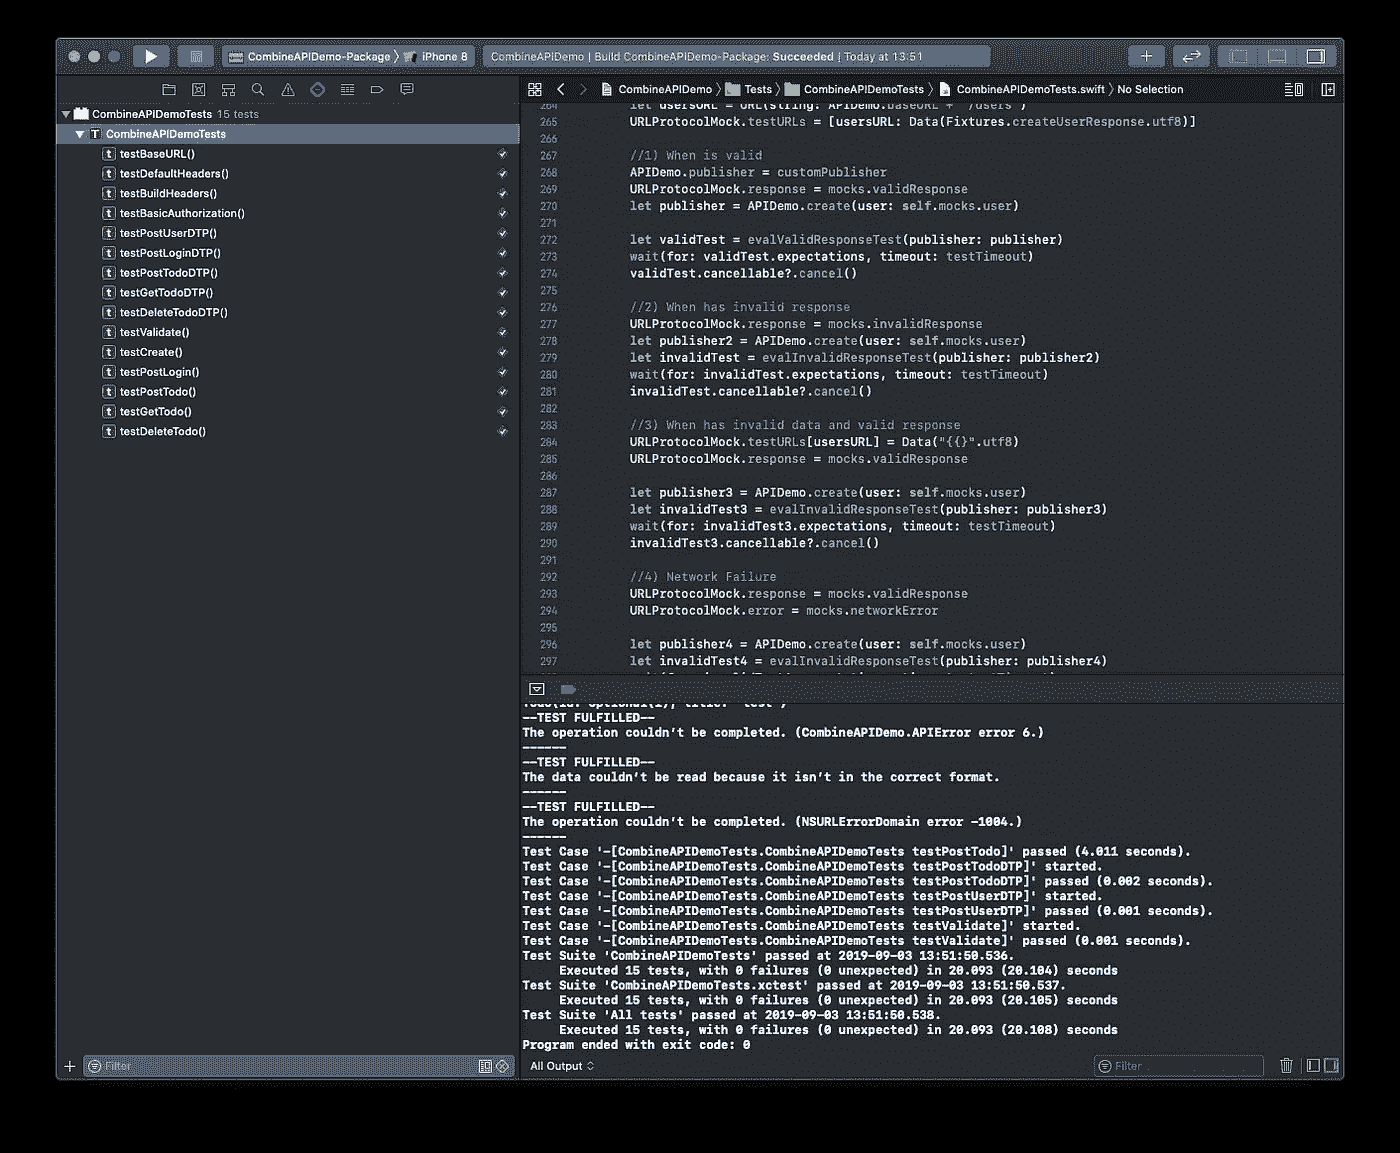 CombineAPIDemo-Package 〉 iPhone 8
CombineAPIDemo | Build CombineAPIDemo-Package: Succeeded | Today at 13:51
CombineAPIDemo 〉 Tests 〉 CombineAPIDemoTests 〉 CombineAPIDemoTests.swift 〉 No Selection
CombineAPIDemoTests 15 tests
T CombineAPIDemoTests
t testBaseURL()
t testDefaultHeaders()
t testBuildHeaders()
t testBasicAuthorization()
t testPostUserDTP()
t testPostLoginDTP()
t testPostTodoDTP()
t testGetTodoDTP()
t testDeleteTodoDTP()
t testValidate()
t testCreate()
t testPostLogin()
t testPostTodo()
t testGetTodo()
t testDeleteTodo()
Filter
264 let usersURL = URL(string: APIDemo.baseURL + "/users")
265 URLProtocolMock.testURLs = [usersURL: Data(Fixtures.createUserResponse.utf8)]
266
267 //1) When is valid
268 APIDemo.publisher = customPublisher
269 URLProtocolMock.response = mocks.validResponse
270 let publisher = APIDemo.create(user: self.mocks.user)
271
272 let validTest = evalValidResponseTest(publisher: publisher)
273 wait(for: validTest.expectations, timeout: testTimeout)
274 validTest.cancellable?.cancel()
275
276 //2) When has invalid response
277 URLProtocolMock.response = mocks.invalidResponse
278 let publisher2 = APIDemo.create(user: self.mocks.user)
279 let invalidTest = evalInvalidResponseTest(publisher: publisher2)
280 wait(for: invalidTest.expectations, timeout: testTimeout)
281 invalidTest.cancellable?.cancel()
282
283 //3) When has invalid data and valid response
284 URLProtocolMock.testURLs[usersURL] = Data("{{}".utf8)
285 URLProtocolMock.response = mocks.validResponse
286
287 let publisher3 = APIDemo.create(user: self.mocks.user)
288 let invalidTest3 = evalInvalidResponseTest(publisher: publisher3)
289 wait(for: invalidTest3.expectations, timeout: testTimeout)
290 invalidTest3.cancellable?.cancel()
291
292 //4) Network Failure
293 URLProtocolMock.response = mocks.validResponse
294 URLProtocolMock.error = mocks.networkError
295
296 let publisher4 = APIDemo.create(user: self.mocks.user)
297 let invalidTest4 = evalInvalidResponseTest(publisher: publisher4)
--TEST FULFILLED--
The operation couldn't be completed. (CombineAPIDemo.APIError error 6.)
------
--TEST FULFILLED--
The data couldn't be read because it isn't in the correct format.
------
--TEST FULFILLED--
The operation couldn't be completed. (NSURLErrorDomain error -1004.)
------
Test Case '-[CombineAPIDemoTests.CombineAPIDemoTests testPostTodo]' passed (4.011 seconds).
Test Case '-[CombineAPIDemoTests.CombineAPIDemoTests testPostTodoDTP]' started.
Test Case '-[CombineAPIDemoTests.CombineAPIDemoTests testPostTodoDTP]' passed (0.002 seconds).
Test Case '-[CombineAPIDemoTests.CombineAPIDemoTests testPostUserDTP]' started.
Test Case '-[CombineAPIDemoTests.CombineAPIDemoTests testPostUserDTP]' passed (0.001 seconds).
Test Case '-[CombineAPIDemoTests.CombineAPIDemoTests testValidate]' started.
Test Case '-[CombineAPIDemoTests.CombineAPIDemoTests testValidate]' passed (0.001 seconds).
Test Suite 'CombineAPIDemoTests' passed at 2019-09-03 13:51:50.536.
Executed 15 tests, with 0 failures (0 unexpected) in 20.093 (20.104) seconds
Test Suite 'CombineAPIDemoTests.xctest' passed at 2019-09-03 13:51:50.537.
Executed 15 tests, with 0 failures (0 unexpected) in 20.093 (20.105) seconds
Test Suite 'All tests' passed at 2019-09-03 13:51:50.538.
Executed 15 tests, with 0 failures (0 unexpected) in 20.093 (20.108) seconds
Program ended with exit code: 0
All Output
Filter